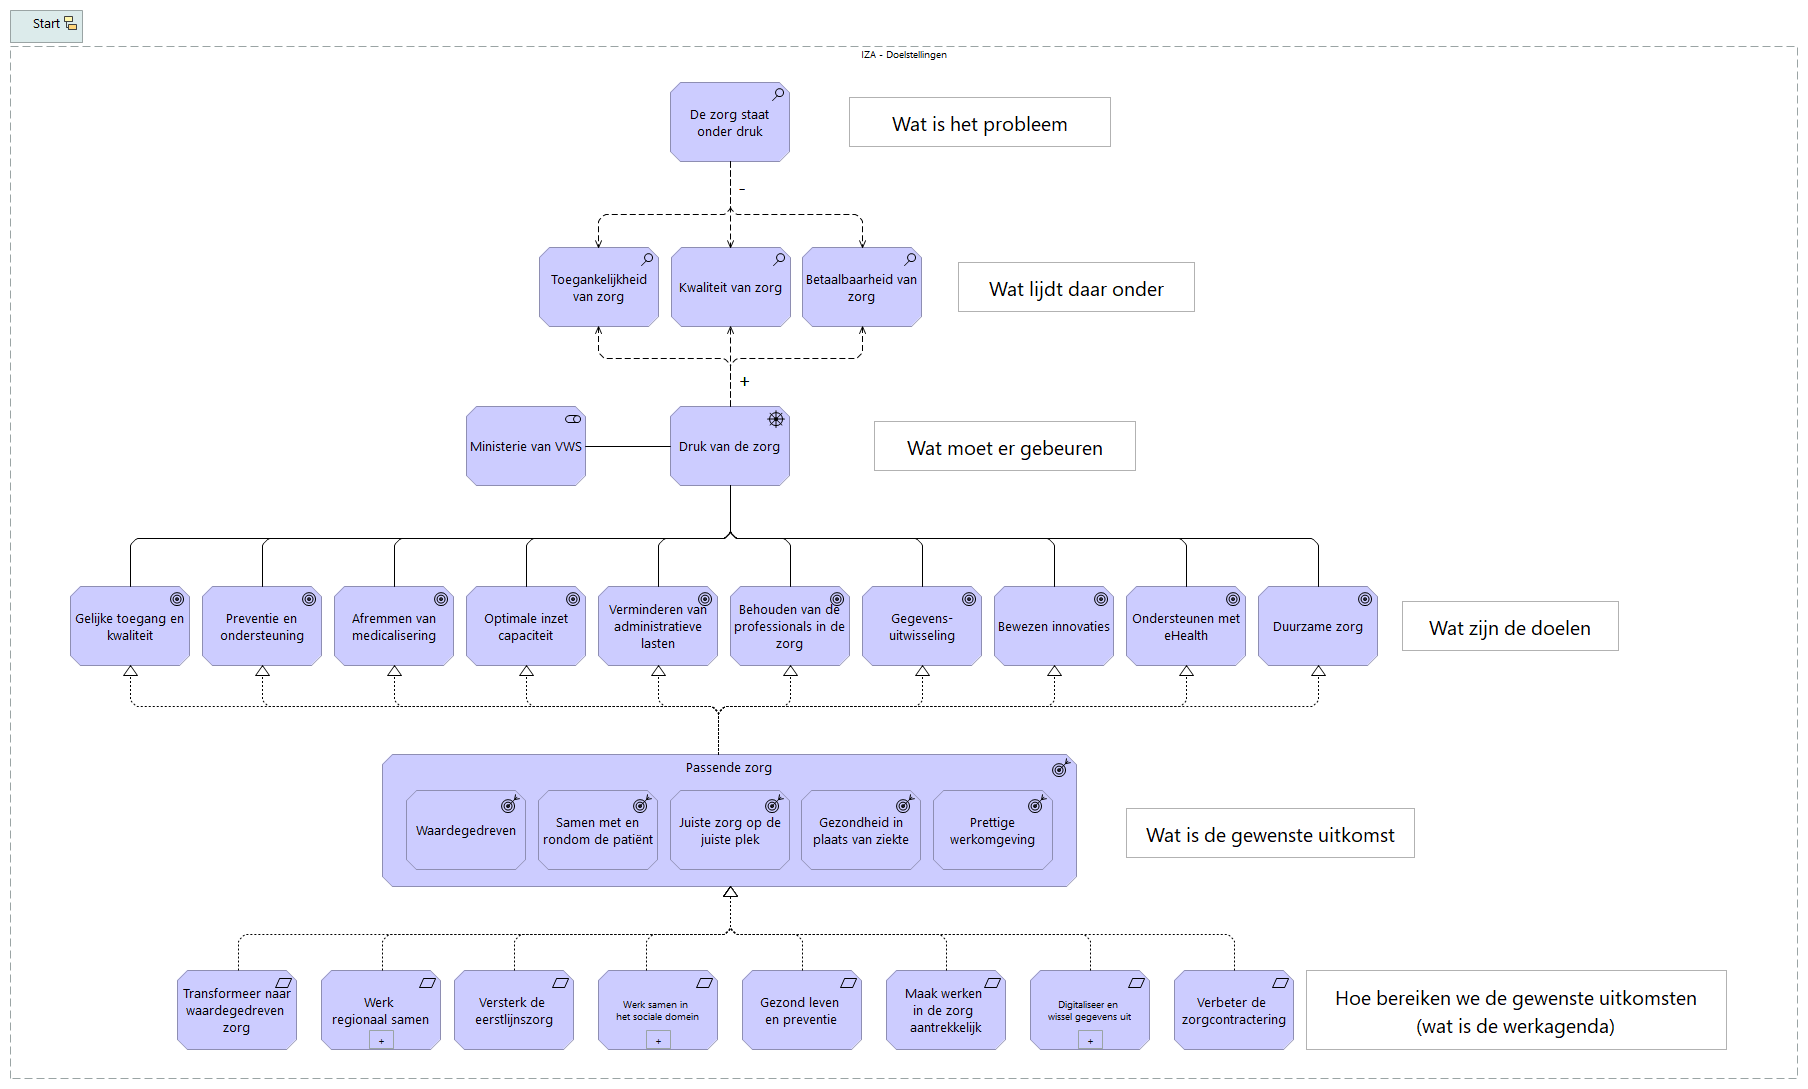 Start
IZA - Doelstellingen
De zorg staat
onder druk
Wat is het probleem
-
Toegankelijkheid
van zorg
Kwaliteit van zorg
Betaalbaarheid van
zorg
Wat lijdt daar onder
+
Ministerie van VWS
Druk van de zorg
Wat moet er gebeuren
Gelijke toegang en
kwaliteit
Preventie en
ondersteuning
Afremmen van
medicalisering
Optimale inzet
capaciteit
Verminderen van
administratieve
lasten
Behouden van de
professionals in de
zorg
Gegevens-
uitwisseling
Bewezen innovaties
Ondersteunen met
eHealth
Duurzame zorg
Wat zijn de doelen
Passende zorg
Waardegedreven
Samen met en
rondom de patiënt
Juiste zorg op de
juiste plek
Gezondheid in
plaats van ziekte
Prettige
werkomgeving
Wat is de gewenste uitkomst
Transformeer naar
waardegedreven
zorg
Werk
regionaal samen
+
Versterk de
eerstlijnszorg
Werk samen in
het sociale domein
+
Gezond leven
en preventie
Maak werken
in de zorg
aantrekkelijk
Digitaliseer en
wissel gegevens uit
+
Verbeter de
zorgcontractering
Hoe bereiken we de gewenste uitkomsten
(wat is de werkagenda)